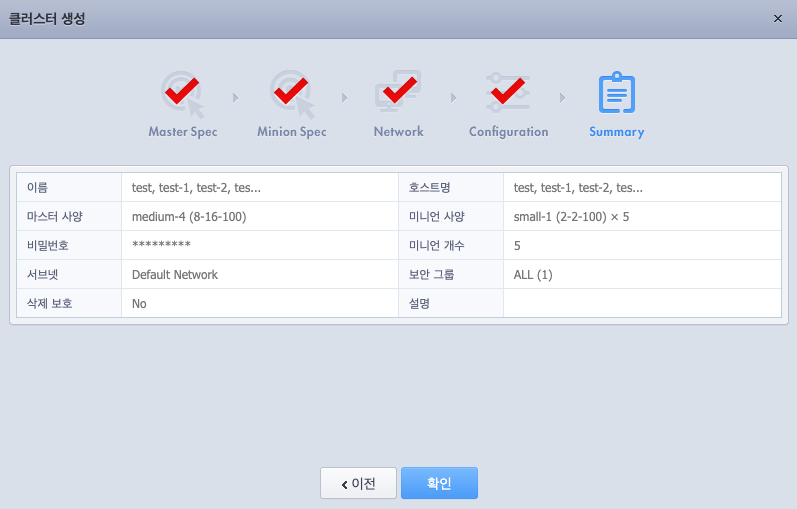 클러스터 생성 ×
Master Spec Minion Spec Network Configuration Summary
이름 test, test-1, test-2, tes... 호스트명 test, test-1, test-2, tes...
마스터 사양 medium-4 (8-16-100) 미니언 사양 small-1 (2-2-100) × 5
비밀번호 ********* 미니언 개수 5
서브넷 Default Network 보안 그룹 ALL (1)
삭제 보호 No 설명
이전 확인